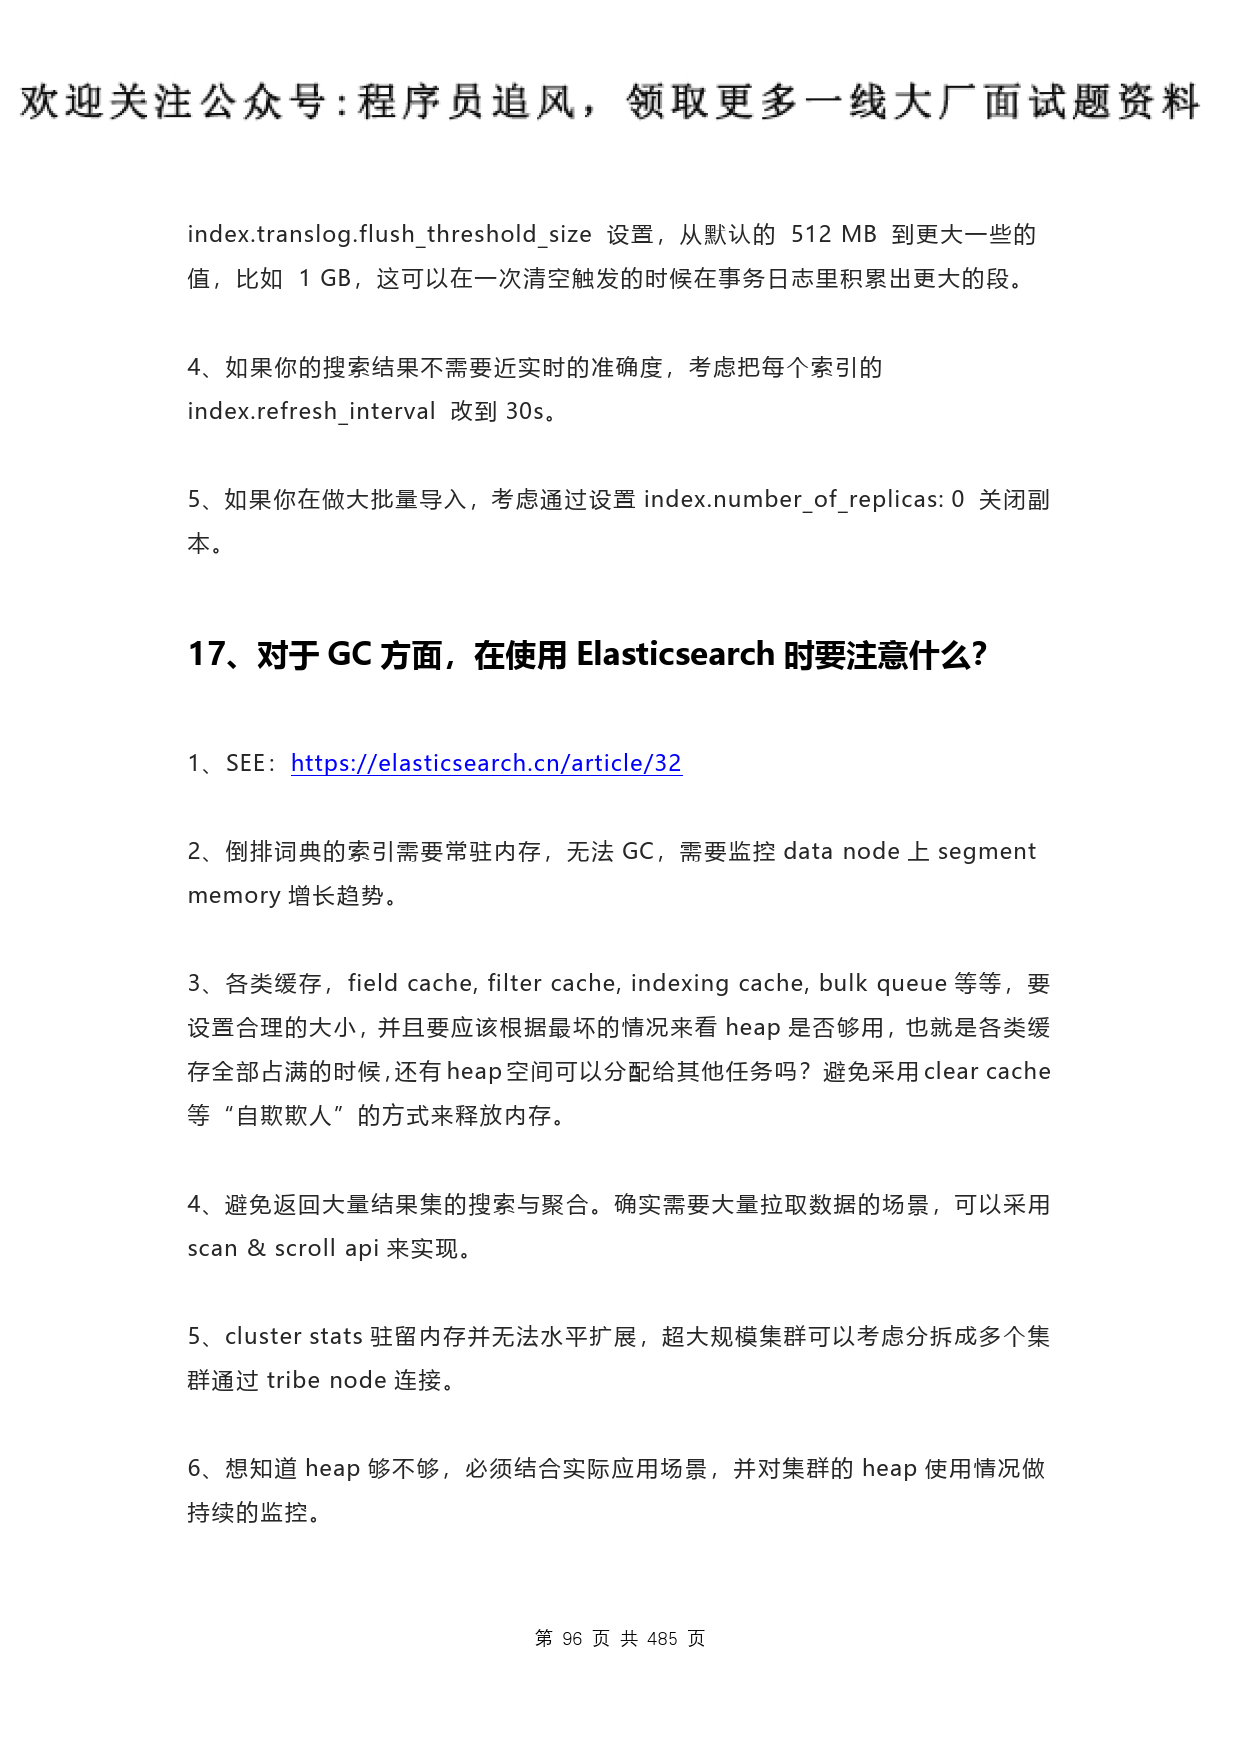 欢迎关注公众号:程序员追风，领取更多一线大厂面试题资料
index.translog.flush_threshold_size 设置，从默认的 512 MB 到更大一些的
值，比如 1 GB，这可以在一次清空触发的时候在事务日志里积累出更大的段。
4、如果你的搜索结果不需要近实时的准确度，考虑把每个索引的
index.refresh_interval 改到 30s。
5、如果你在做大批量导入，考虑通过设置 index.number_of_replicas: 0 关闭副
本。
17、对于 GC 方面，在使用 Elasticsearch 时要注意什么？
1、SEE：https://elasticsearch.cn/article/32
2、倒排词典的索引需要常驻内存，无法 GC，需要监控 data node 上 segment
memory 增长趋势。
3、各类缓存，field cache, filter cache, indexing cache, bulk queue 等等，要
设置合理的大小，并且要应该根据最坏的情况来看 heap 是否够用，也就是各类缓
存全部占满的时候，还有 heap 空间可以分配给其他任务吗？避免采用 clear cache
等“自欺欺人”的方式来释放内存。
4、避免返回大量结果集的搜索与聚合。确实需要大量拉取数据的场景，可以采用
scan & scroll api 来实现。
5、cluster stats 驻留内存并无法水平扩展，超大规模集群可以考虑分拆成多个集
群通过 tribe node 连接。
6、想知道 heap 够不够，必须结合实际应用场景，并对集群的 heap 使用情况做
持续的监控。
第 96 页 共 485 页